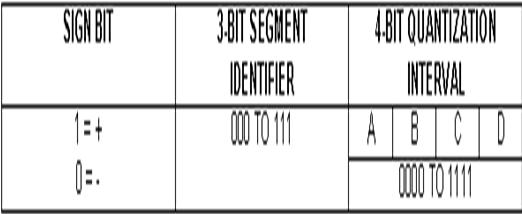 SIGN BIT
3-BIT SEGMENT
IDENTIFIER
4-BIT QUANTIZATION
INTERVAL
1 = +
0 = -
000 TO 111
A B C D
0000 TO 1111